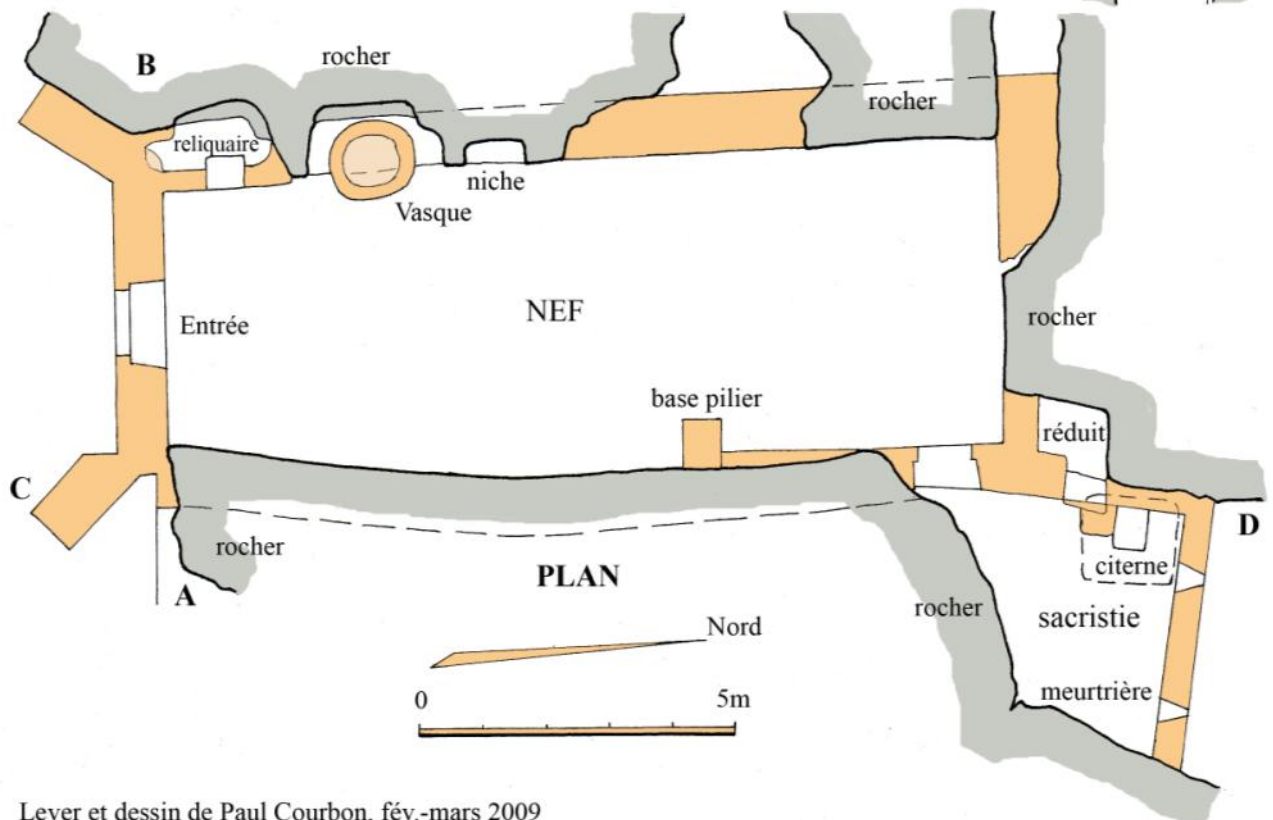 B
rocher
rocher
reliquaire
niche
Vasque
NEF
Entrée
rocher
base pilier
réduit
C
D
rocher
citerne
PLAN
A
rocher
sacristie
Nord
meurtrière
0 5m
Lever et dessin de Paul Courbon, fév.-mars 2009